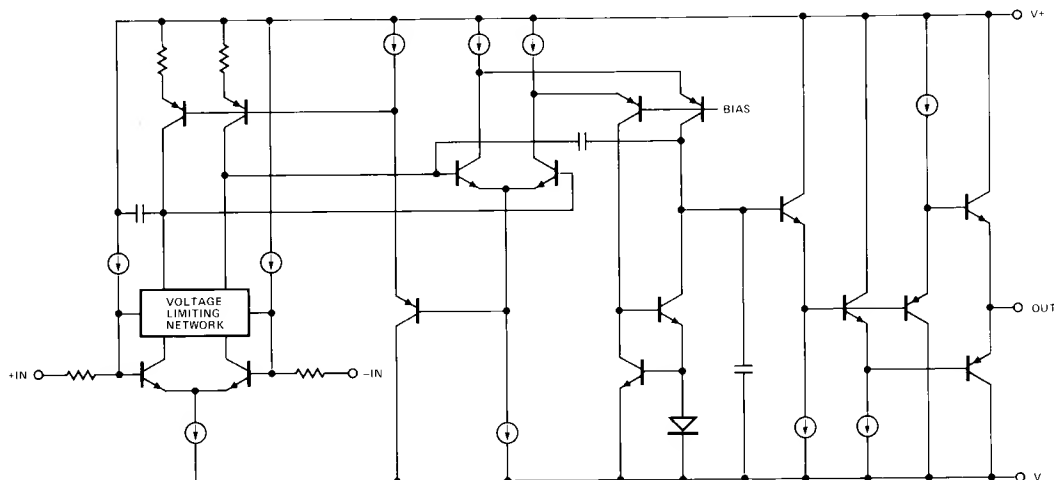 V+
BIAS
VOLTAGE
LIMITING
NETWORK
OUT
+IN
-IN
V